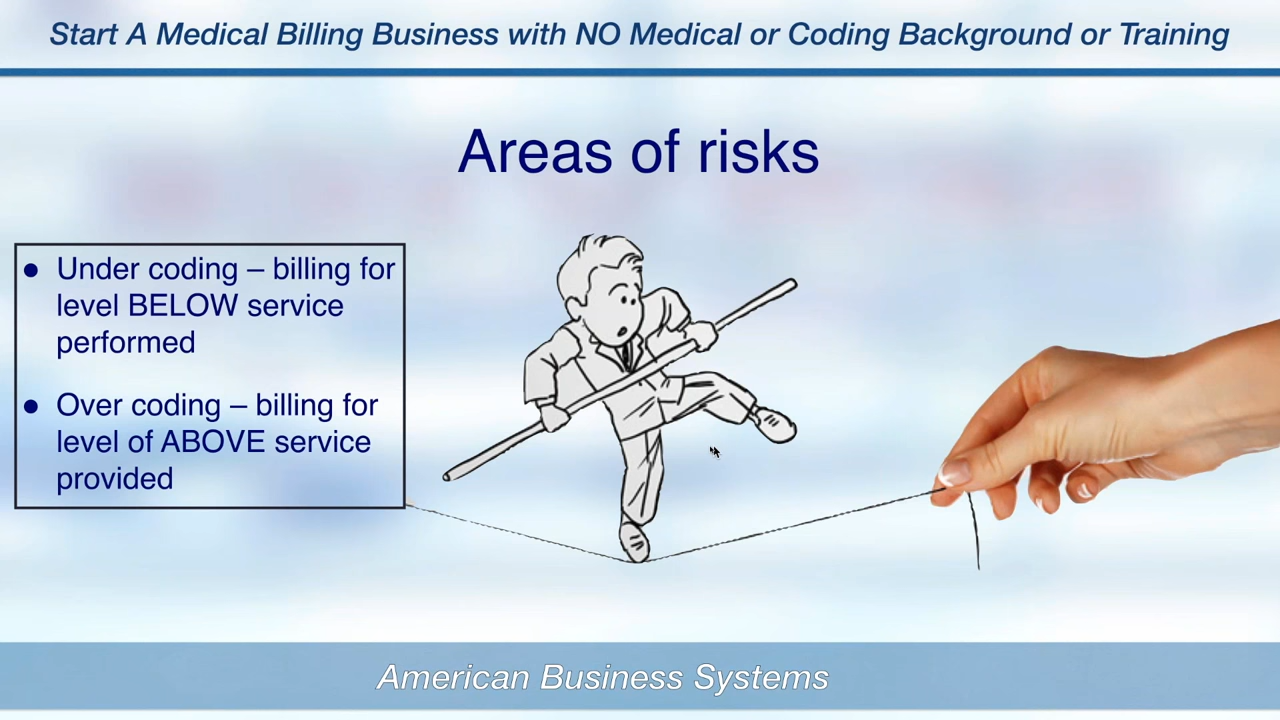 Start A Medical Billing Business with NO Medical or Coding Background or Training
Areas of risks
● Under coding – billing for
level BELOW service
performed
● Over coding – billing for
level of ABOVE service
provided
American Business Systems